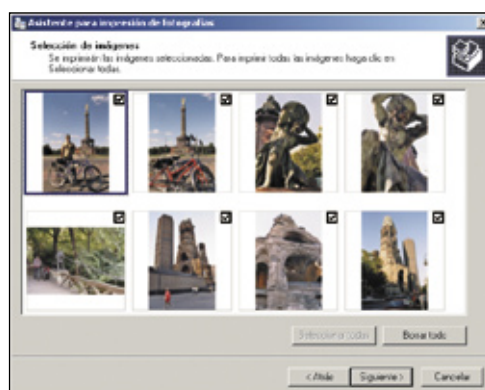 Asistente para impresión de fotografías
Selección de imágenes
Se imprimirán las imágenes seleccionadas. Para imprimir todas las imágenes haga clic en
Seleccionar todas.
Seleccionar todas
Borrar todo
< Atrás
Siguiente >
Cancelar